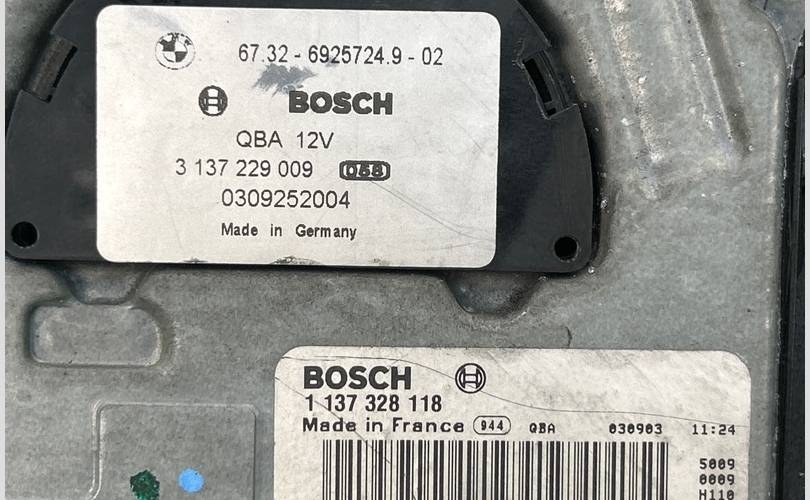 67.32 - 6925724.9 - 02
BOSCH
QBA 12V
3 137 229 009 068
0309252004
Made in Germany
BOSCH
1 137 328 118
Made in France 944 QBA 030903 11:24
5009
0009
H110